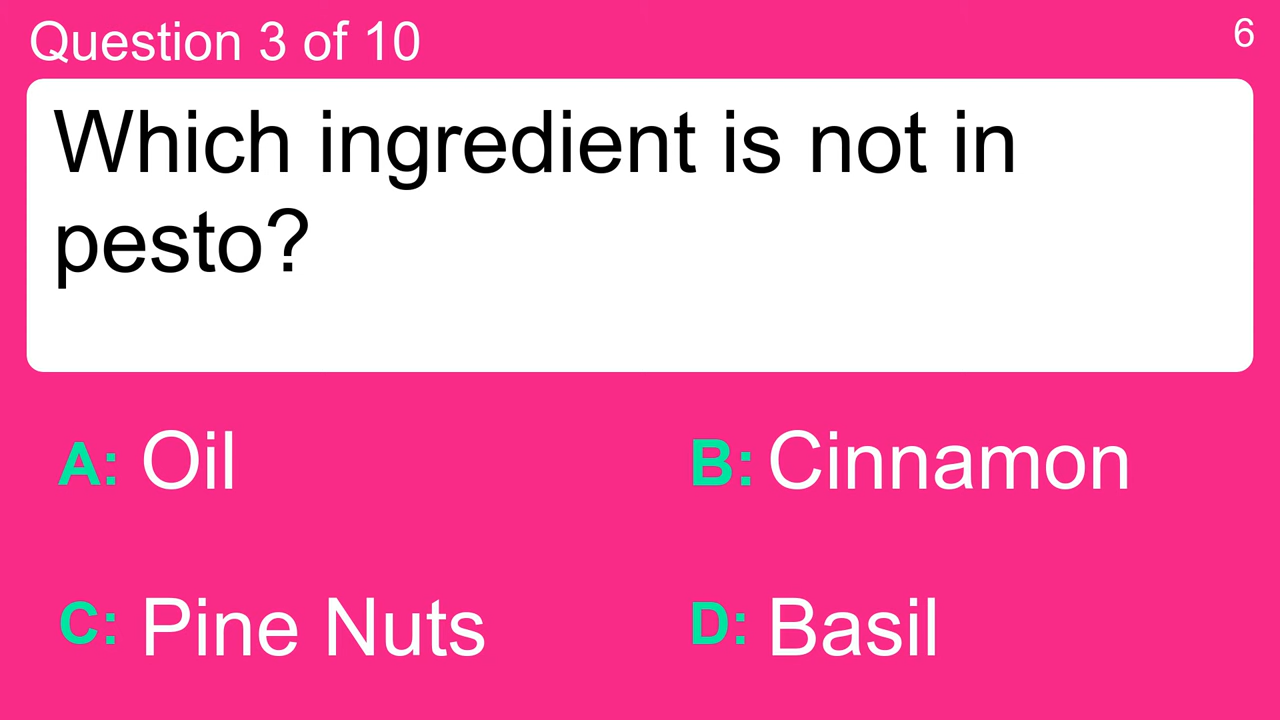 Question 3 of 10
6
Which ingredient is not in
pesto?
A: Oil
B: Cinnamon
C: Pine Nuts
D: Basil